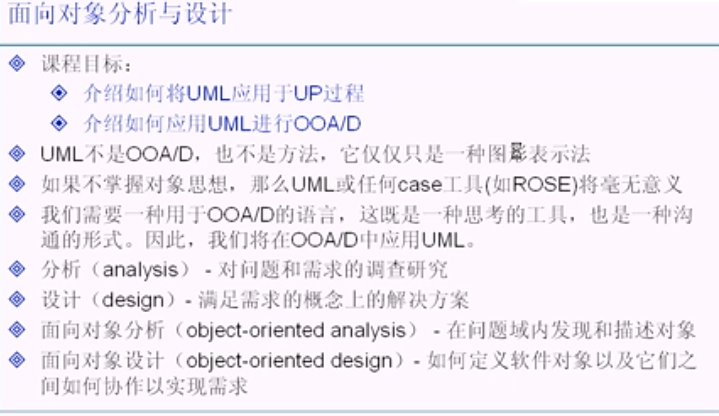 面向对象分析与设计
课程目标：
介绍如何将UML应用于UP过程
介绍如何应用UML进行OOA/D
UML不是OOA/D，也不是方法，它仅仅只是一种图形表示法
如果不掌握对象思想，那么UML或任何case工具(如ROSE)将毫无意义
我们需要一种用于OOA/D的语言，这既是一种思考的工具，也是一种沟
通的形式。因此，我们将在OOA/D中应用UML。
分析（analysis） - 对问题和需求的调查研究
设计（design）- 满足需求的概念上的解决方案
面向对象分析（object-oriented analysis） - 在问题域内发现和描述对象
面向对象设计（object-oriented design）- 如何定义软件对象以及它们之
间如何协作以实现需求